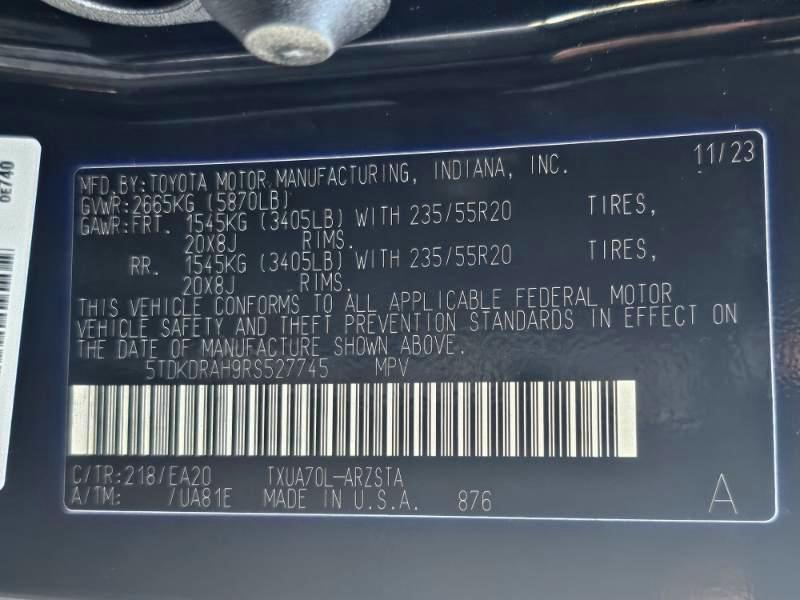 MFD.BY:TOYOTA MOTOR MANUFACTURING, INDIANA, INC. 11/23
GVWR:2665KG (5870LB)
GAWR:FRT. 1545KG (3405LB) WITH 235/55R20 TIRES,
20X8J RIMS.
RR. 1545KG (3405LB) WITH 235/55R20 TIRES,
20X8J RIMS.
THIS VEHICLE CONFORMS TO ALL APPLICABLE FEDERAL MOTOR
VEHICLE SAFETY AND THEFT PREVENTION STANDARDS IN EFFECT ON
THE DATE OF MANUFACTURE SHOWN ABOVE.
5TDKDRAH9RS527745 MPV
C/TR:218/EA20 TXUA70L-ARZSTA
A/TM: /UA81E MADE IN U.S.A. 876 A
0E740